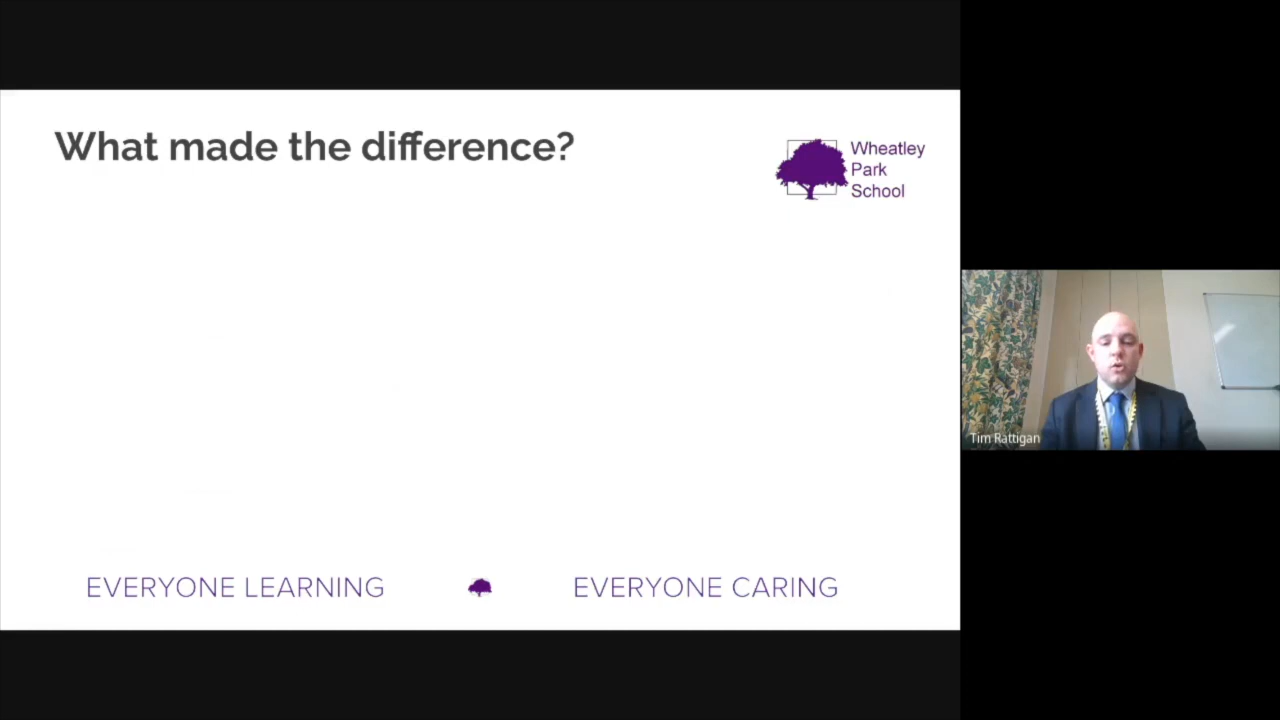 What made the difference?
Wheatley
Park
School
Tim Rattigan
EVERYONE LEARNING
EVERYONE CARING